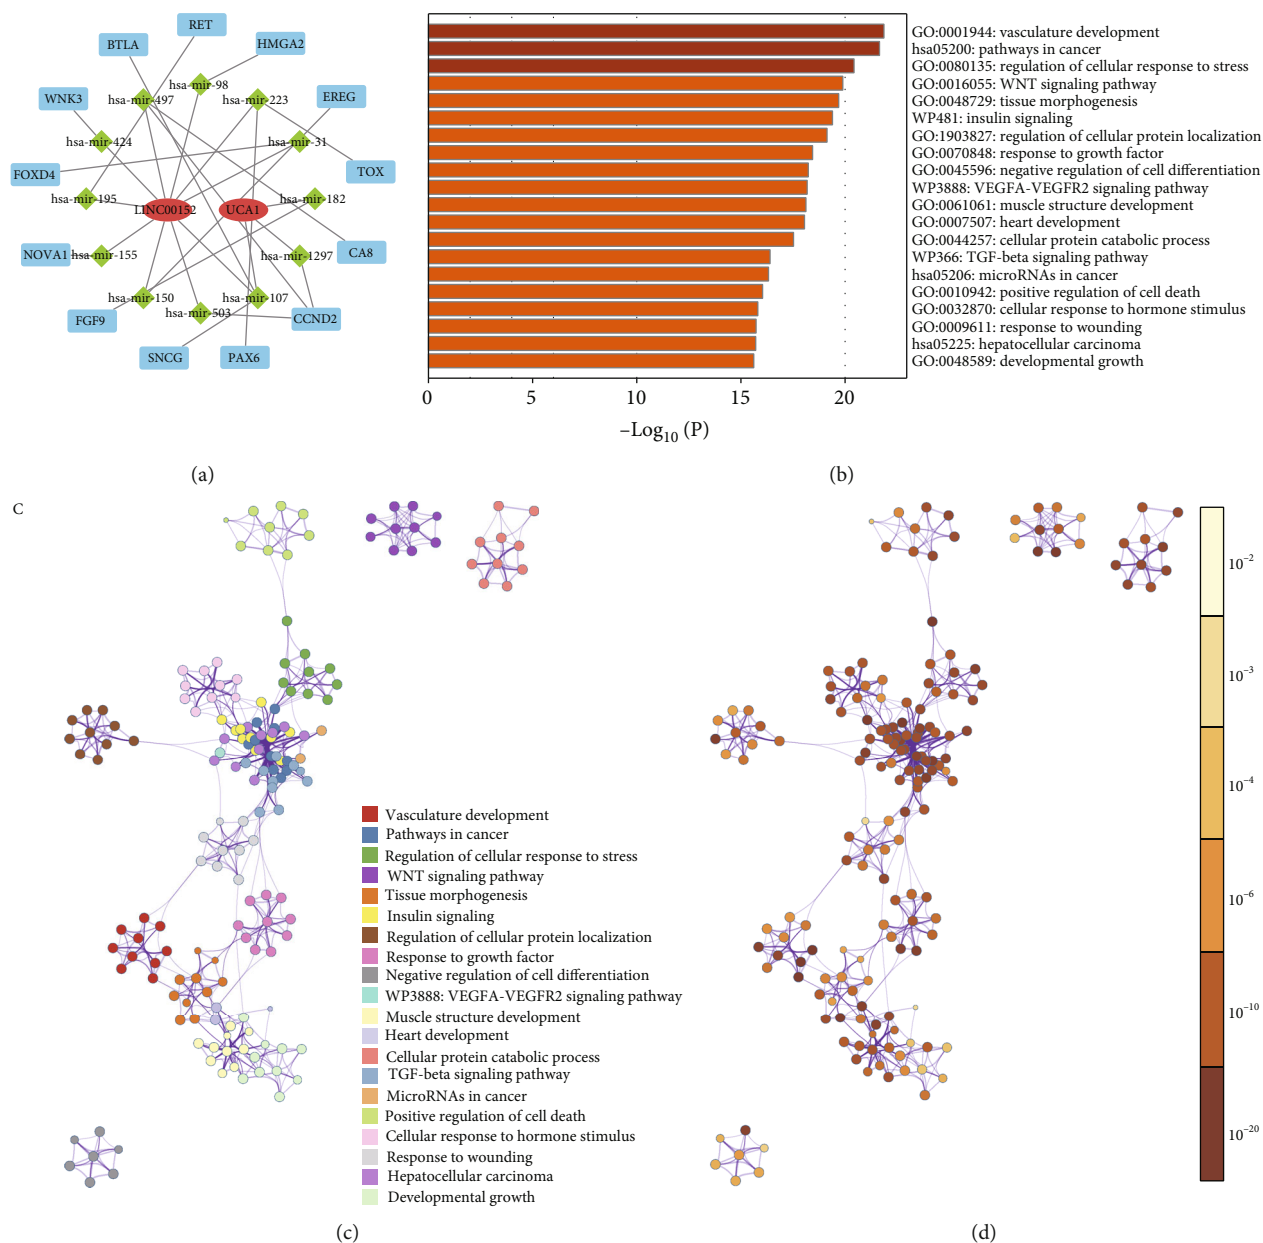 RET
BTLA
HMGA2
hsa-mir-98
hsa-mir-497
hsa-mir-223
WNK3
EREG
hsa-mir-424
hsa-mir-31
FOXD4
TOX
hsa-mir-195
hsa-mir-182
LINC00152
UCA1
NOVA1
hsa-mir-155
hsa-mir-1297
CA8
hsa-mir-150
hsa-mir-107
hsa-mir-503
FGF9
CCND2
SNCG
PAX6
(a)
GO:0001944: vasculature development
hsa05200: pathways in cancer
GO:0080135: regulation of cellular response to stress
GO:0016055: WNT signaling pathway
GO:0048729: tissue morphogenesis
WP481: insulin signaling
GO:1903827: regulation of cellular protein localization
GO:0070848: response to growth factor
GO:0045596: negative regulation of cell differentiation
WP3888: VEGFA-VEGFR2 signaling pathway
GO:0061061: muscle structure development
GO:0007507: heart development
GO:0044257: cellular protein catabolic process
WP366: TGF-beta signaling pathway
hsa05206: microRNAs in cancer
GO:0010942: positive regulation of cell death
GO:0032870: cellular response to hormone stimulus
GO:0009611: response to wounding
hsa05225: hepatocellular carcinoma
GO:0048589: developmental growth
0 5 10 15 20
–Log10 (P)
(b)
C
Vasculature development
Pathways in cancer
Regulation of cellular response to stress
WNT signaling pathway
Tissue morphogenesis
Insulin signaling
Regulation of cellular protein localization
Response to growth factor
Negative regulation of cell differentiation
WP3888: VEGFA-VEGFR2 signaling pathway
Muscle structure development
Heart development
Cellular protein catabolic process
TGF-beta signaling pathway
MicroRNAs in cancer
Positive regulation of cell death
Cellular response to hormone stimulus
Response to wounding
Hepatocellular carcinoma
Developmental growth
(c)
10−2
10−3
10−4
10−6
10−10
10−20
(d)